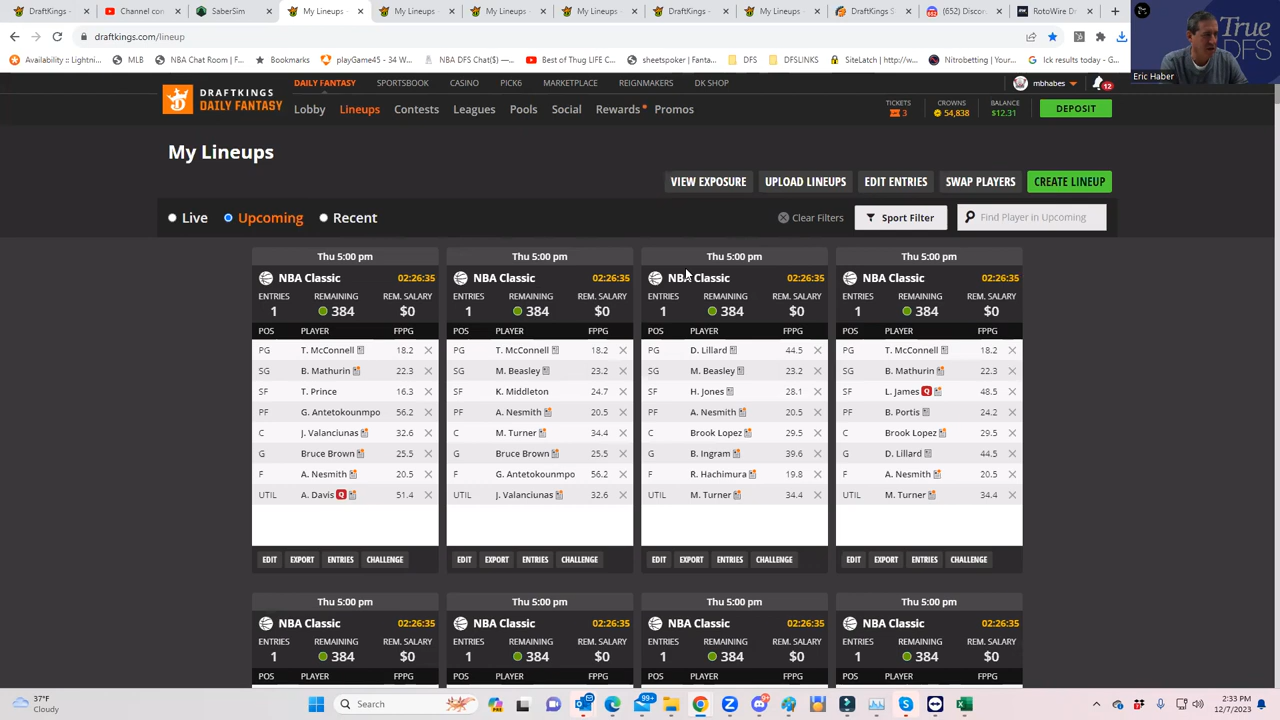 DraftKings -
Channel con
SaberSim
My Lineups
My Lineups
My Lineups
My Lineups
DraftKings -
My Lineups
DraftKings S
(652) Discor
RotoWire D
draftkings.com/lineup
Availability :: Lightni...
MLB
NBA Chat Room / F...
Bookmarks
playGame45 - 34 W...
NBA DFS Chat($) -...
Best of Thug LIFE C...
sheetspoker / Fanta...
DFS
DFSLINKS
SiteLatch (http://w...
Nitrobetting | Your...
Ick results today - G...
True
DFS
Eric Haber
DAILY FANTASY
SPORTSBOOK
CASINO
PICK6
MARKETPLACE
REIGNMAKERS
DK SHOP
mbhabes
12
DRAFTKINGS
DAILY FANTASY
Lobby
Lineups
Contests
Leagues
Pools
Social
Rewards
Promos
TICKETS
3
CROWNS
54,838
BALANCE
$12.31
DEPOSIT
My Lineups
VIEW EXPOSURE
UPLOAD LINEUPS
EDIT ENTRIES
SWAP PLAYERS
CREATE LINEUP
Live
Upcoming
Recent
Clear Filters
Sport Filter
Find Player in Upcoming
Thu 5:00 pm
NBA Classic 02:26:35
ENTRIES REMAINING REM. SALARY
1 384 $0
POS PLAYER FPPG
PG T. McConnell 18.2
SG B. Mathurin 22.3
SF T. Prince 16.3
PF G. Antetokounmpo 56.2
C J. Valanciunas 32.6
G Bruce Brown 25.5
F A. Nesmith 20.5
UTIL A. Davis Q 51.4
EDIT EXPORT ENTRIES CHALLENGE
Thu 5:00 pm
NBA Classic 02:26:35
ENTRIES REMAINING REM. SALARY
1 384 $0
POS PLAYER FPPG
PG T. McConnell 18.2
SG M. Beasley 23.2
SF K. Middleton 24.7
PF A. Nesmith 20.5
C M. Turner 34.4
G Bruce Brown 25.5
F G. Antetokounmpo 56.2
UTIL J. Valanciunas 32.6
EDIT EXPORT ENTRIES CHALLENGE
Thu 5:00 pm
NBA Classic 02:26:35
ENTRIES REMAINING REM. SALARY
1 384 $0
POS PLAYER FPPG
PG D. Lillard 44.5
SG M. Beasley 23.2
SF H. Jones 28.1
PF A. Nesmith 20.5
C Brook Lopez 29.5
G B. Ingram 39.6
F R. Hachimura 19.8
UTIL M. Turner 34.4
EDIT EXPORT ENTRIES CHALLENGE
Thu 5:00 pm
NBA Classic 02:26:35
ENTRIES REMAINING REM. SALARY
1 384 $0
POS PLAYER FPPG
PG T. McConnell 18.2
SG B. Mathurin 22.3
SF L. James Q 48.5
PF B. Portis 24.2
C Brook Lopez 29.5
G D. Lillard 44.5
F A. Nesmith 20.5
UTIL M. Turner 34.4
EDIT EXPORT ENTRIES CHALLENGE
Thu 5:00 pm
NBA Classic 02:26:35
ENTRIES REMAINING REM. SALARY
1 384 $0
POS PLAYER FPPG
Thu 5:00 pm
NBA Classic 02:26:35
ENTRIES REMAINING REM. SALARY
1 384 $0
POS PLAYER FPPG
Thu 5:00 pm
NBA Classic 02:26:35
ENTRIES REMAINING REM. SALARY
1 384 $0
POS PLAYER FPPG
Thu 5:00 pm
NBA Classic 02:26:35
ENTRIES REMAINING REM. SALARY
1 384 $0
POS PLAYER FPPG
37°F
Cloudy
Search
99+
2:33 PM
12/7/2023